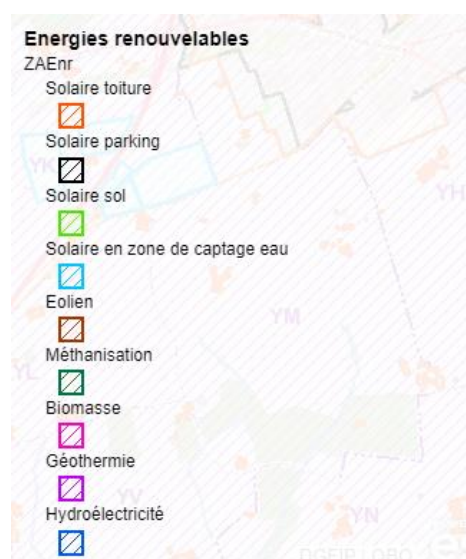 Energies renouvelables
ZAEnr
Solaire toiture
Solaire parking
YK
Solaire sol
YH
Solaire en zone de captage eau
Eolien
YM
Méthanisation
YL
Biomasse
Géothermie
YV
Hydroélectricité
YN